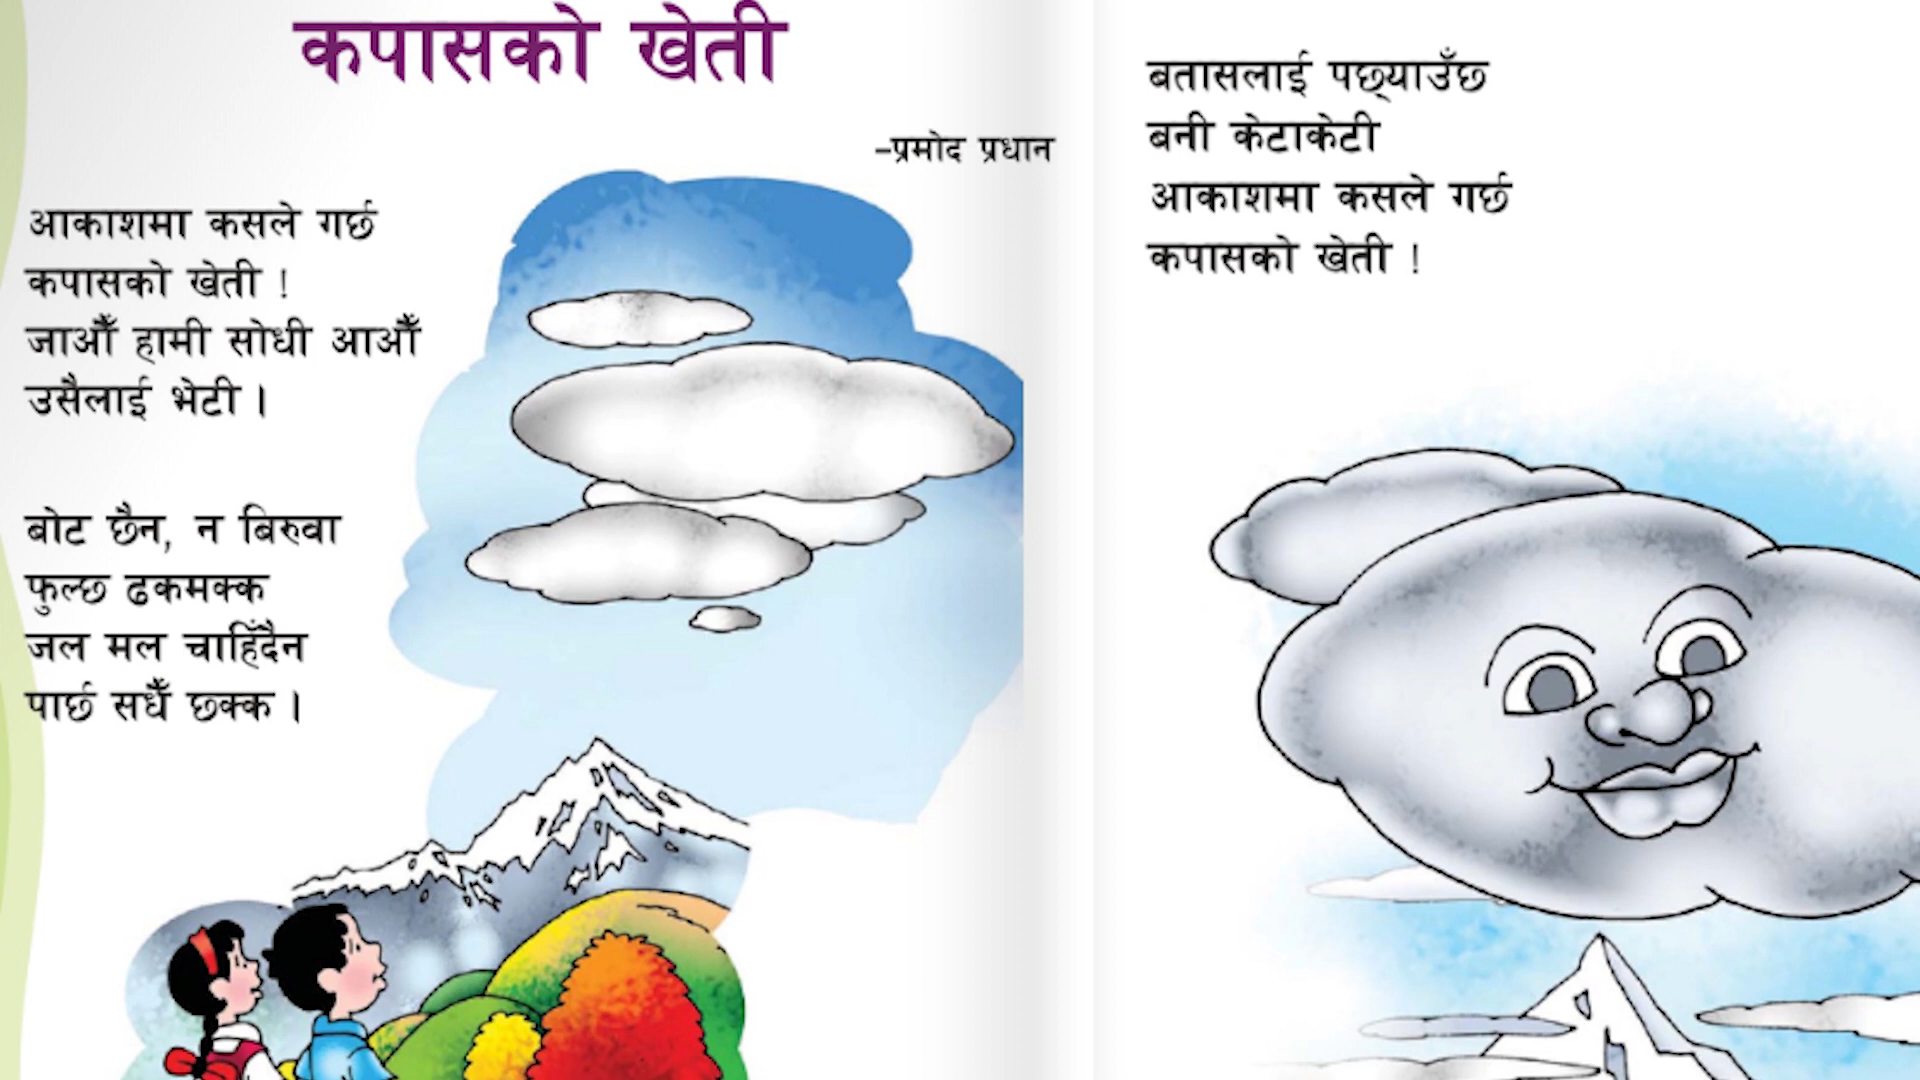 कपासको खेती
-प्रमोद प्रधान
आकाशमा कसले गर्छ
कपासको खेती !
जाऔँ हामी सोधी आऔँ
उसैलाई भेटी ।
बोट छैन, न बिरुवा
फुल्छ ढकमक्क
जल मल चाहिँदैन
पार्छ सधैँ छक्क ।
बतासलाई पछ्याउँछ
बनी केटाकेटी
आकाशमा कसले गर्छ
कपासको खेती !